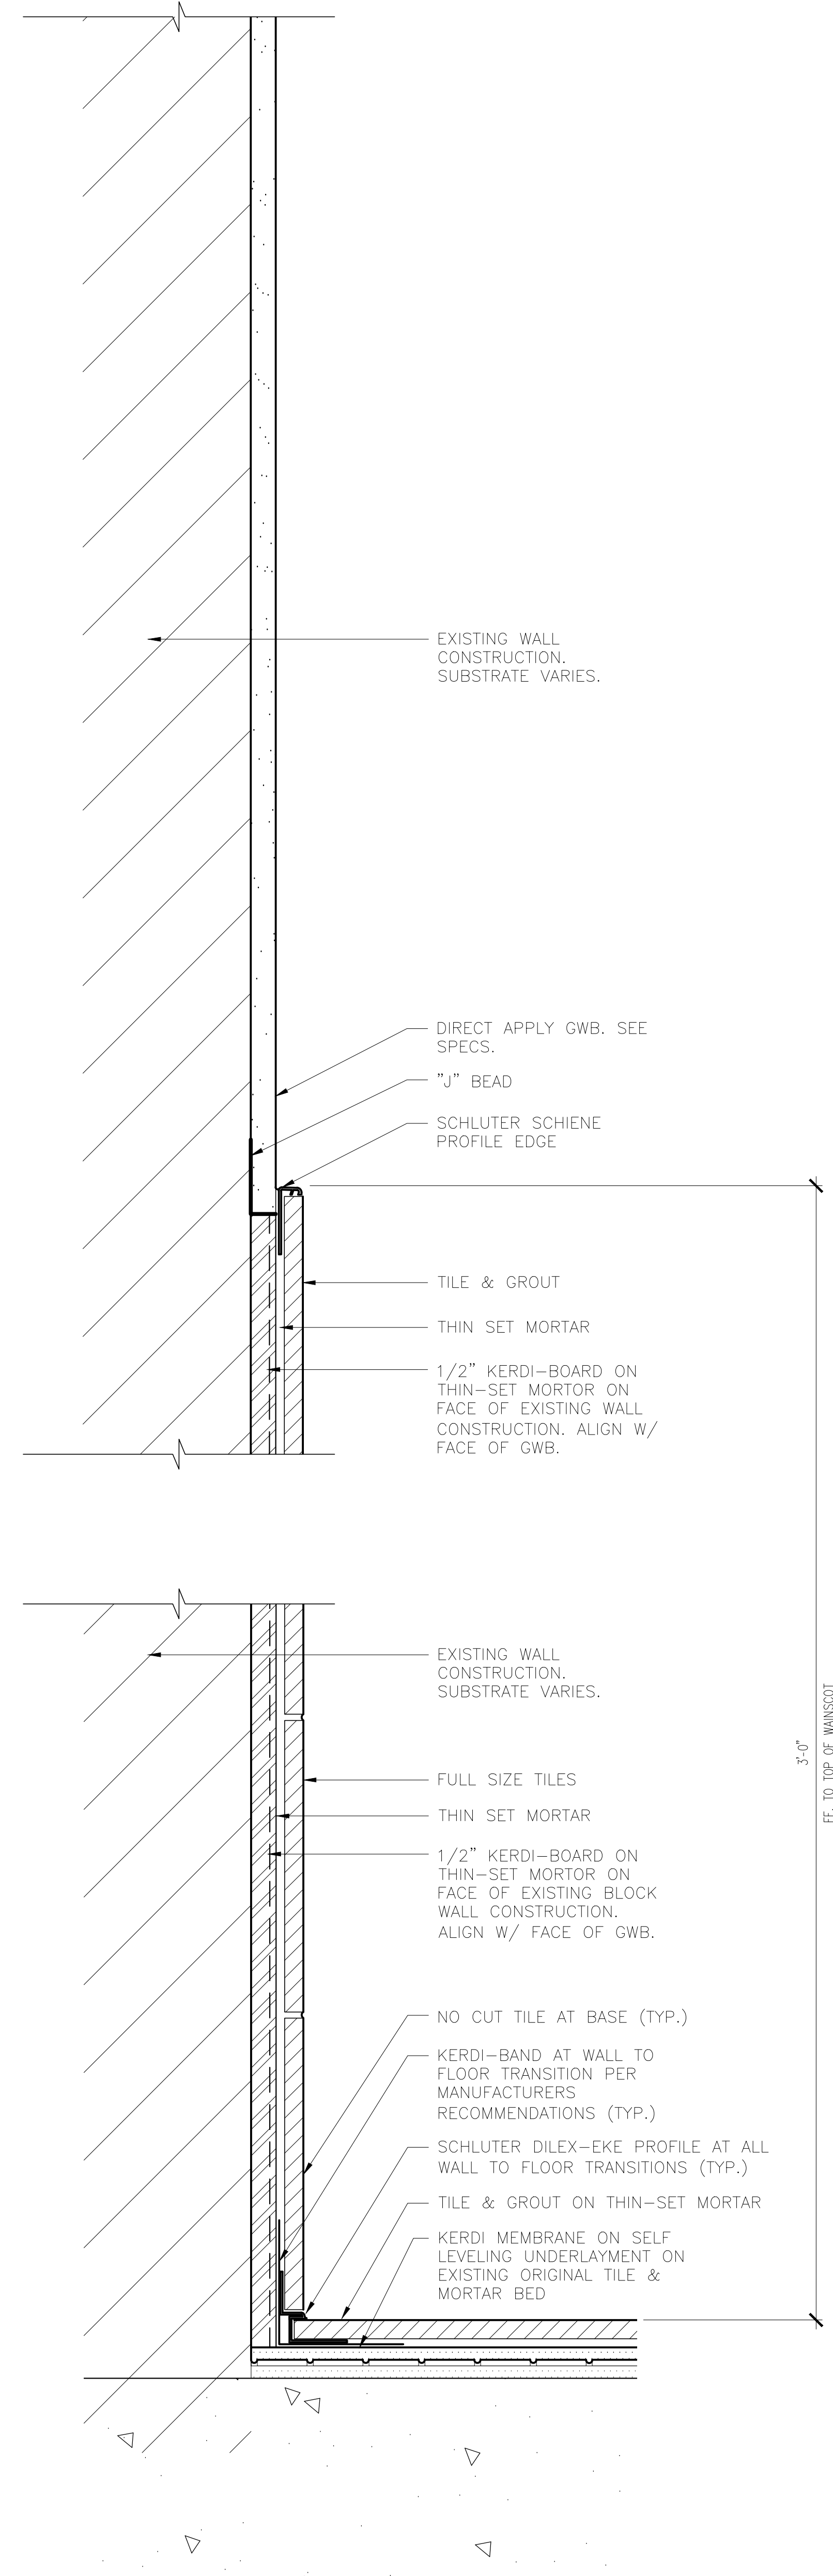 EXISTING WALL
CONSTRUCTION.
SUBSTRATE VARIES.
DIRECT APPLY GWB. SEE
SPECS.
"J" BEAD
SCHLUTER SCHIENE
PROFILE EDGE
TILE & GROUT
THIN SET MORTAR
1/2" KERDI-BOARD ON
THIN-SET MORTOR ON
FACE OF EXISTING WALL
CONSTRUCTION. ALIGN W/
FACE OF GWB.
EXISTING WALL
CONSTRUCTION.
SUBSTRATE VARIES.
FULL SIZE TILES
THIN SET MORTAR
1/2" KERDI-BOARD ON
THIN-SET MORTOR ON
FACE OF EXISTING BLOCK
WALL CONSTRUCTION.
ALIGN W/ FACE OF GWB.
NO CUT TILE AT BASE (TYP.)
KERDI-BAND AT WALL TO
FLOOR TRANSITION PER
MANUFACTURERS
RECOMMENDATIONS (TYP.)
SCHLUTER DILEX-EKE PROFILE AT ALL
WALL TO FLOOR TRANSITIONS (TYP.)
TILE & GROUT ON THIN-SET MORTAR
KERDI MEMBRANE ON SELF
LEVELING UNDERLAYMENT ON
EXISTING ORIGINAL TILE &
MORTAR BED
3'-0"
FF. TO TOP OF WAINSCOT